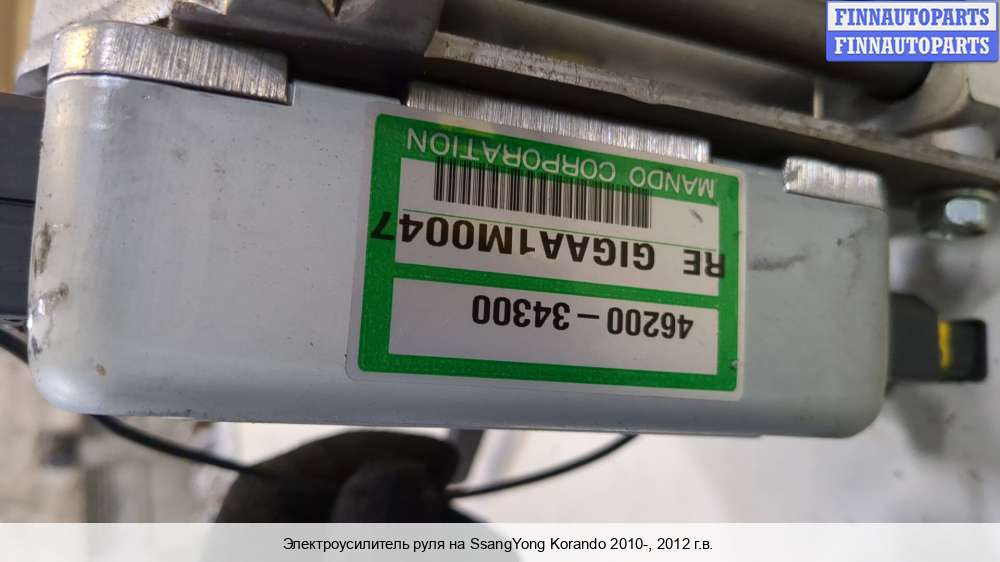 FINNAUTOPARTS
FINNAUTOPARTS
46200-34300
RE GIGAA1M0047
MANDO CORPORATION
Электроусилитель руля на SsangYong Korando 2010-, 2012 г.в.